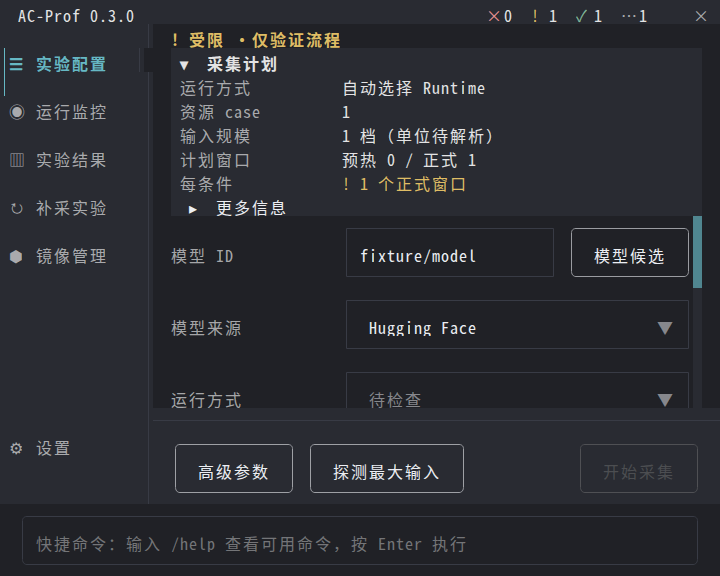 AC-Prof 0.3.0 ×0 ! 1 ✓ 1 ⋯1 ×
! 受限 • 仅验证流程
☰ 实验配置
▼ 采集计划
运行方式 自动选择 Runtime
◉ 运行监控
资源 case 1
输入规模 1 档（单位待解析）
▥ 实验结果
计划窗口 预热 0 / 正式 1
每条件 ! 1 个正式窗口
↻ 补采实验
▶ 更多信息
⬢ 镜像管理
模型 ID fixture/model 模型候选
模型来源 Hugging Face ▼
运行方式 待检查 ▼
⚙ 设置
高级参数 探测最大输入 开始采集
快捷命令: 输入 /help 查看可用命令，按 Enter 执行